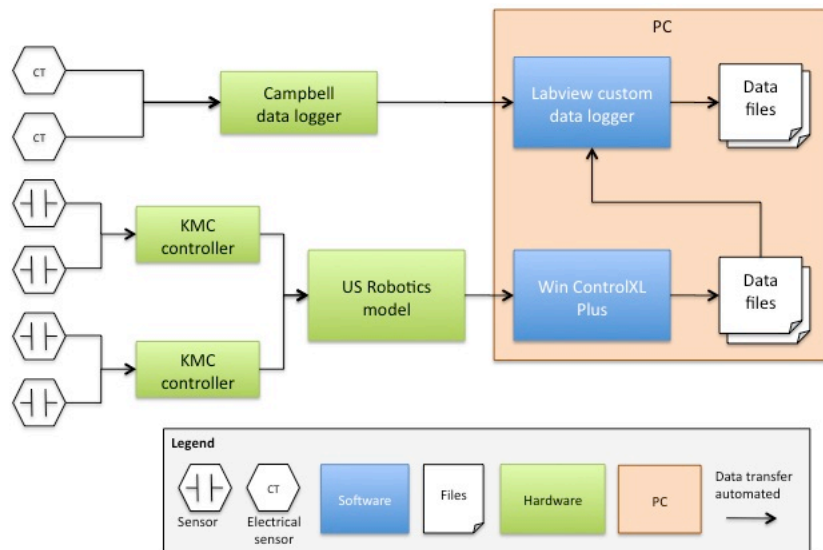 PC
CT
Campbell
data logger
Labview custom
data logger
Data
files
CT
KMC
controller
US Robotics
model
Win ControlXL
Plus
Data
files
KMC
controller
Legend
CT
Software
Files
Hardware
PC
Data transfer
automated
Sensor
Electrical
sensor